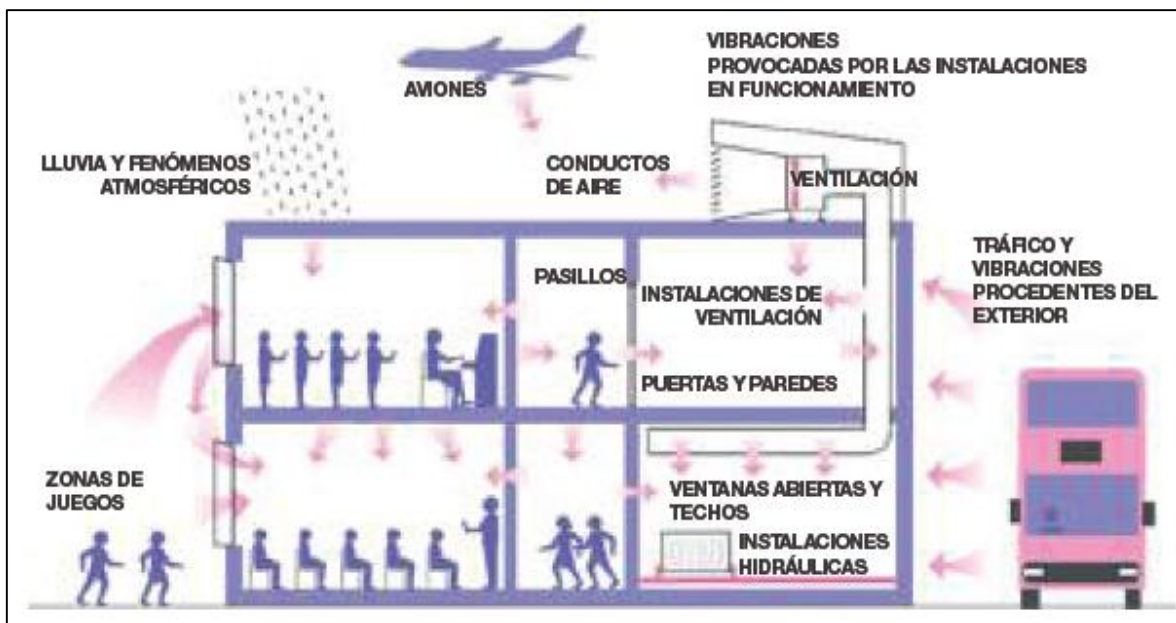 AVIONES
VIBRACIONES
PROVOCADAS POR LAS INSTALACIONES
EN FUNCIONAMIENTO
LLUVIA Y FENÓMENOS
ATMOSFÉRICOS
CONDUCTOS
DE AIRE
VENTILACIÓN
TRÁFICO Y
VIBRACIONES
PROCEDENTES DEL
EXTERIOR
PASILLOS
INSTALACIONES DE
VENTILACIÓN
PUERTAS Y PAREDES
ZONAS DE
JUEGOS
VENTANAS ABIERTAS Y
TECHOS
INSTALACIONES
HIDRÁULICAS